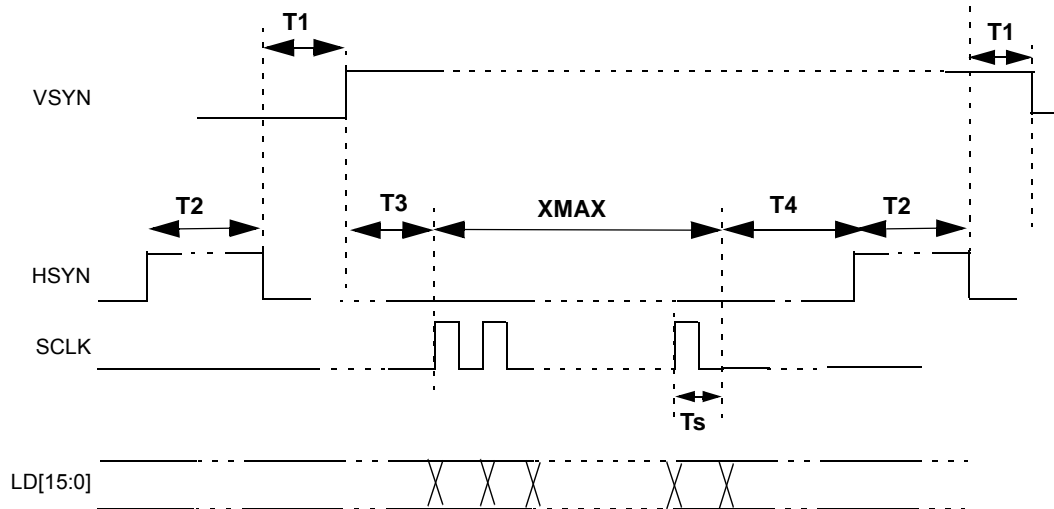 T1
T1
VSYN
T2
T3
XMAX
T4
T2
HSYN
SCLK
Ts
LD[15:0]